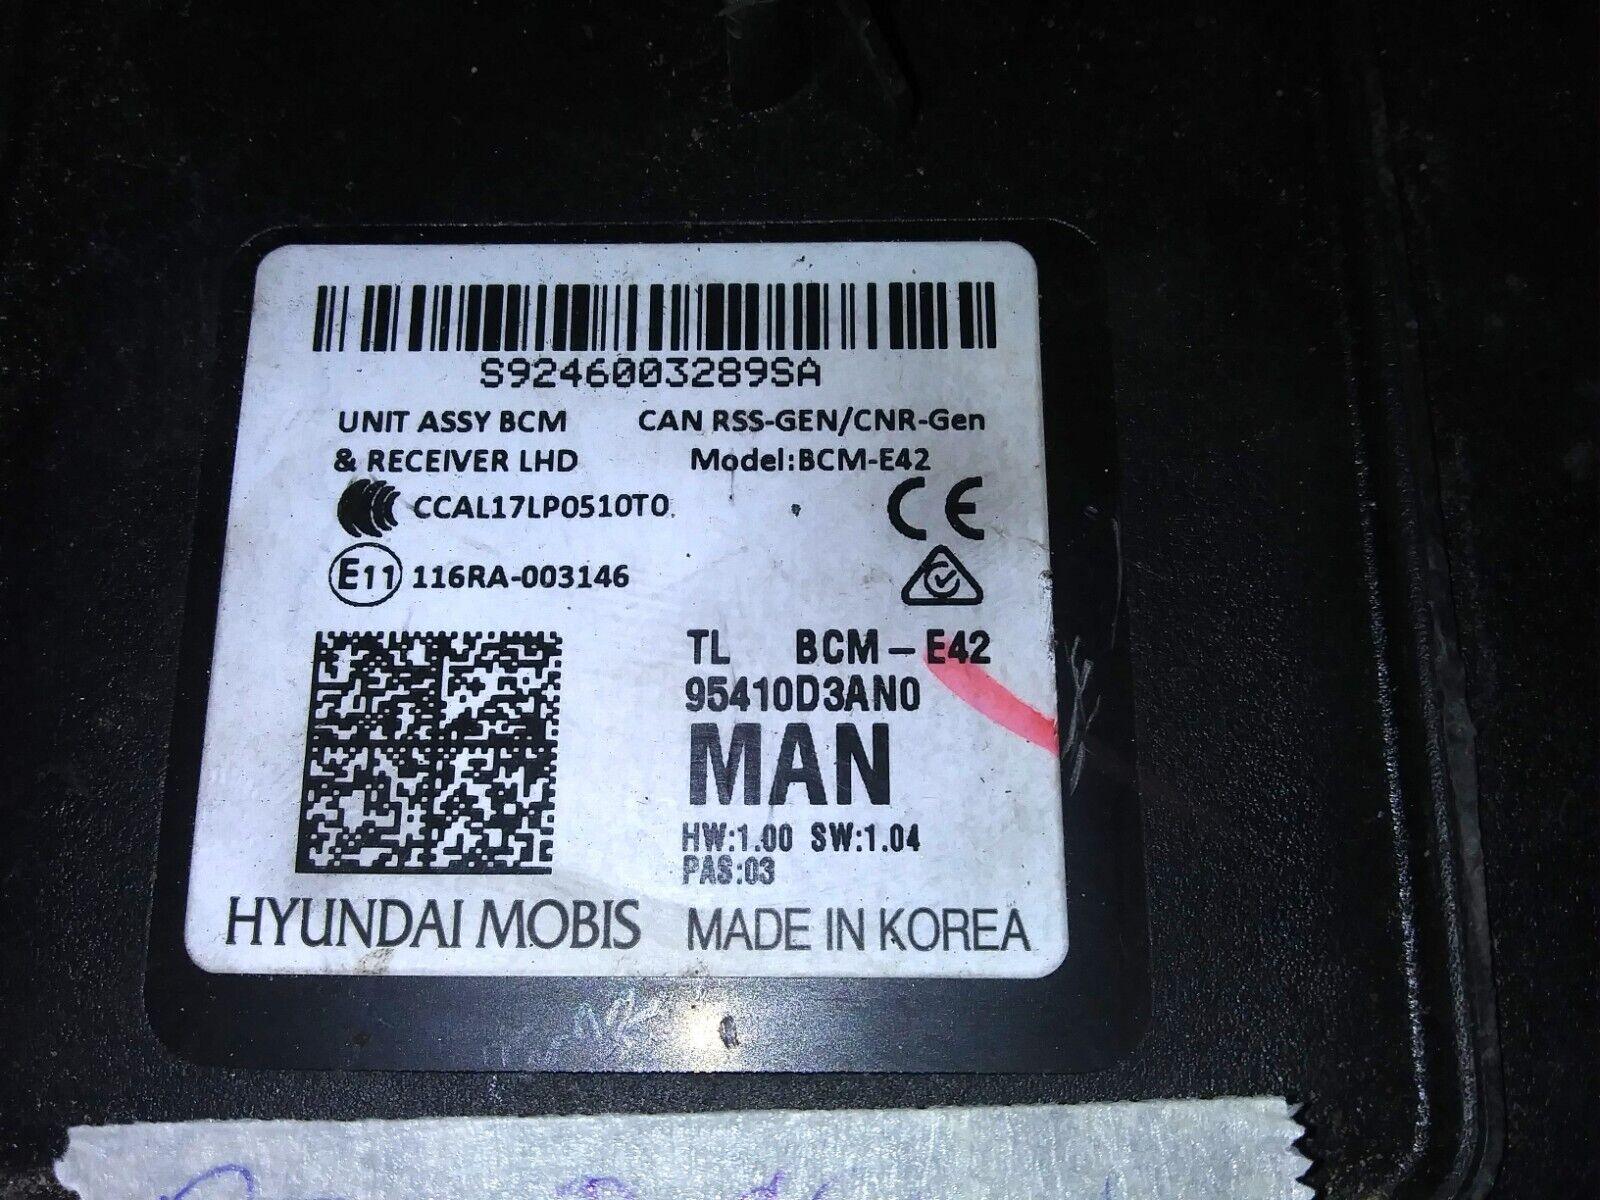 S9246003289SA
UNIT ASSY BCM CAN RSS-GEN/CNR-Gen
& RECEIVER LHD Model:BCM-E42
CCAL17LP0510T0 CE
E11 116RA-003146
TL BCM-E42
95410D3AN0
MAN
HW:1.00 SW:1.04
PAS:03
HYUNDAI MOBIS MADE IN KOREA